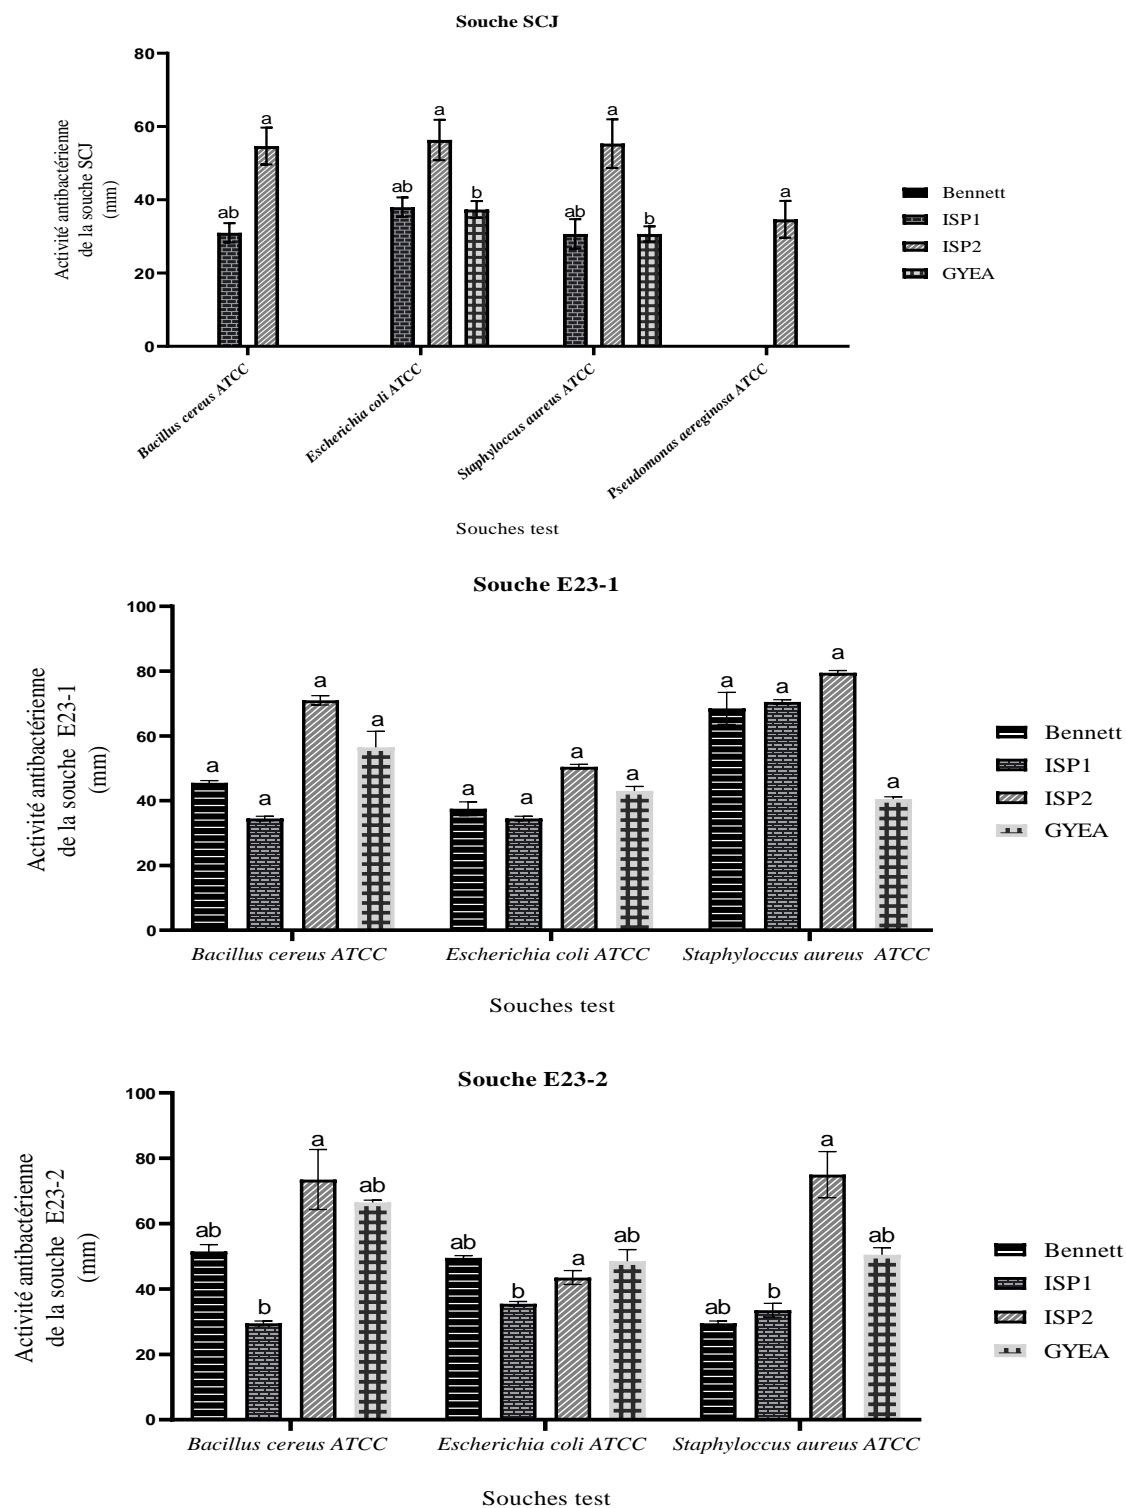 Souche SCJ
Activité antibactérienne
de la souche SCJ
(mm)
80
60
40
20
0
ab
a
ab
a
b
ab
a
b
a
Bennett
ISP1
ISP2
GYEA
Bacillus cereus ATCC
Escherichia coli ATCC
Staphyloccus aureus ATCC
Pseudomonas aereginosa ATCC
Souches test
Souche E23-1
Activité antibactérienne
de la souche E23-1
(mm)
100
80
60
40
20
0
a
a
a
a
a
a
a
a
a
a
a
a
Bennett
ISP1
ISP2
GYEA
Bacillus cereus ATCC
Escherichia coli ATCC
Staphyloccus aureus ATCC
Souches test
Souche E23-2
Activité antibactérienne
de la souche E23-2
(mm)
100
80
60
40
20
0
ab
b
a
ab
ab
b
a
ab
ab
b
a
ab
Bennett
ISP1
ISP2
GYEA
Bacillus cereus ATCC
Escherichia coli ATCC
Staphyloccus aureus ATCC
Souches test